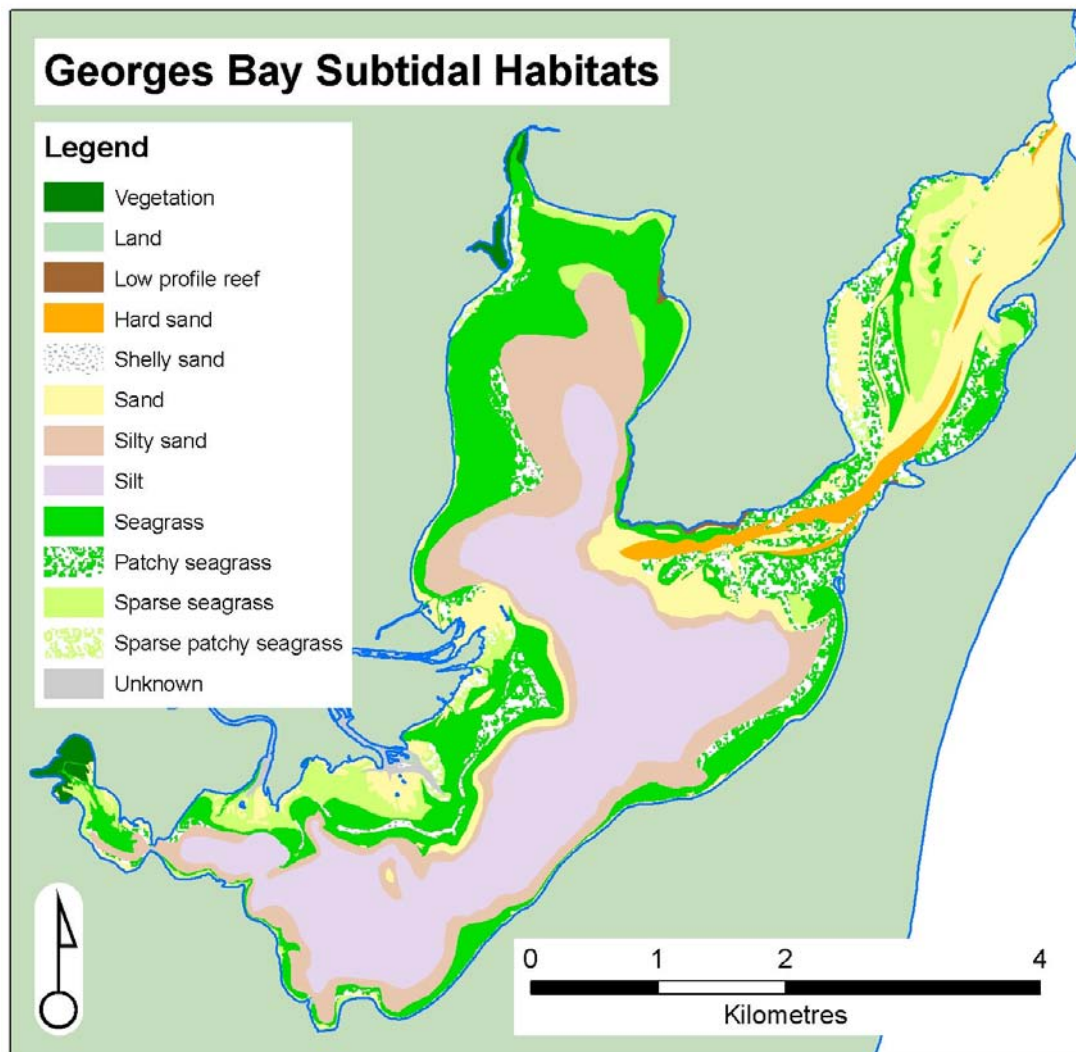 Georges Bay Subtidal Habitats
Legend
Vegetation
Land
Low profile reef
Hard sand
Shelly sand
Sand
Silty sand
Silt
Seagrass
Patchy seagrass
Sparse seagrass
Sparse patchy seagrass
Unknown
0 1 2 4
Kilometres